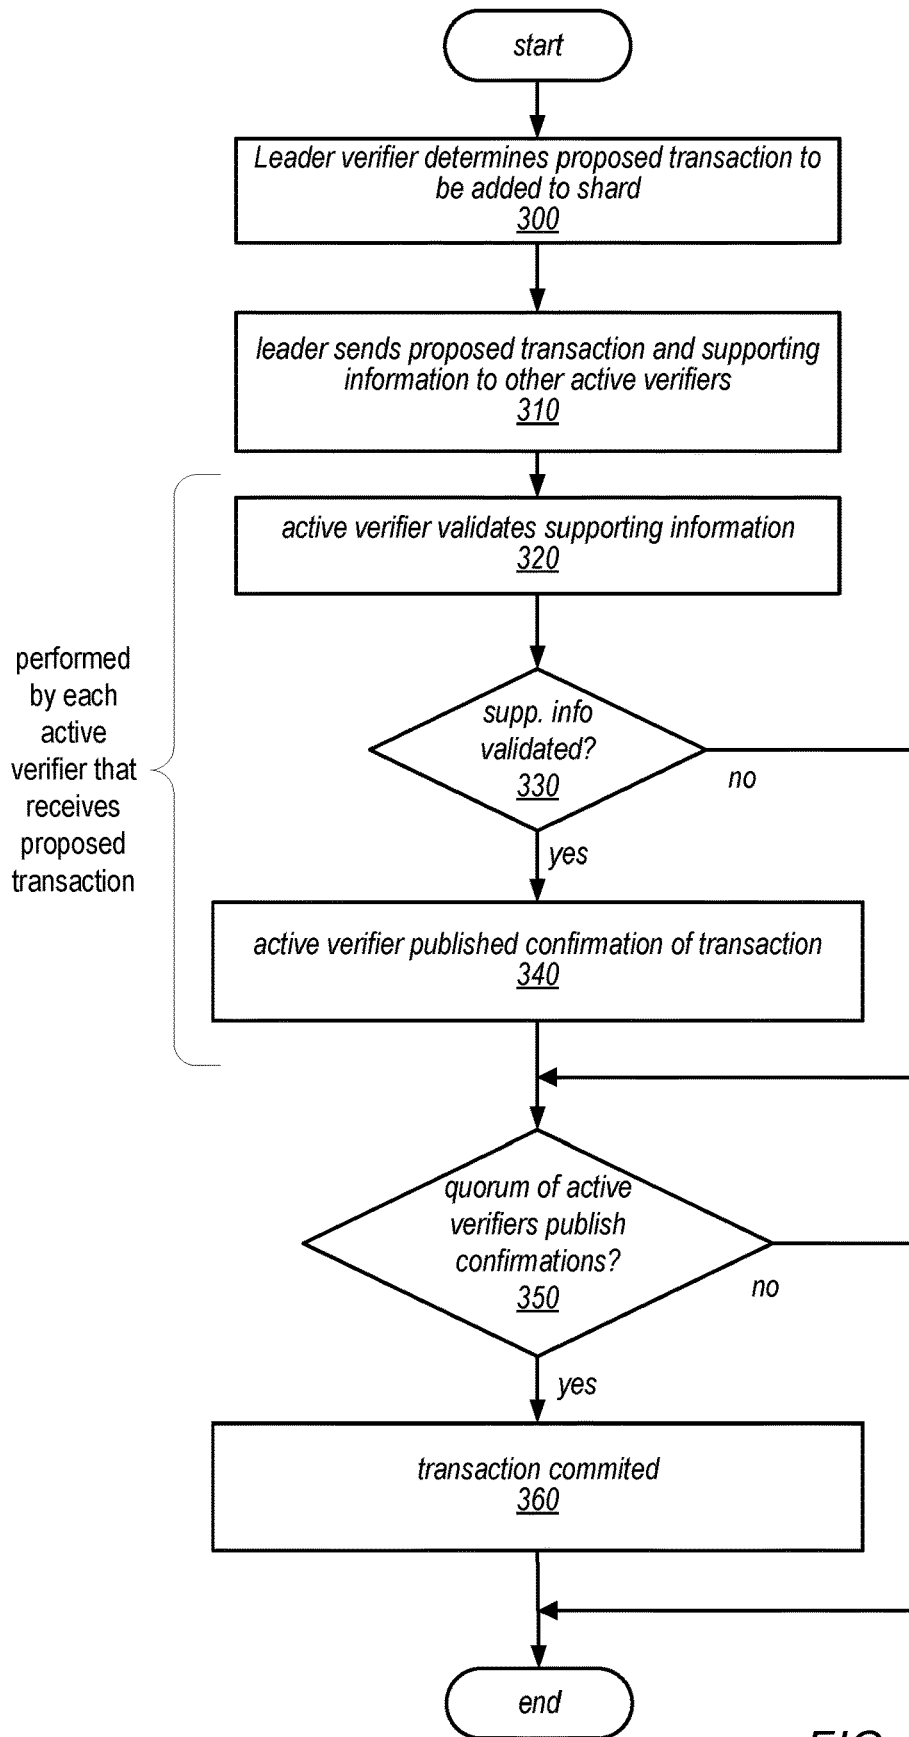 start
Leader verifier determines proposed transaction to
be added to shard
300
leader sends proposed transaction and supporting
information to other active verifiers
310
active verifier validates supporting information
320
performed
by each
active
verifier that
receives
proposed
transaction
supp. info
validated?
330
no
yes
active verifier published confirmation of transaction
340
quorum of active
verifiers publish
confirmations?
350
no
yes
transaction commited
360
end